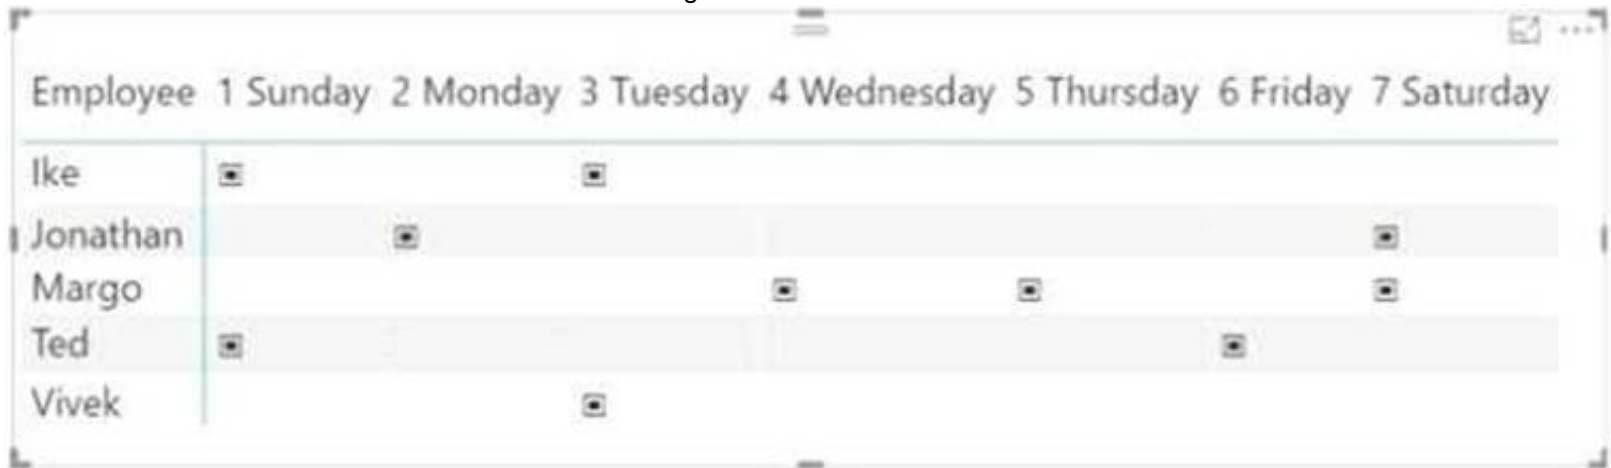 Employee 1 Sunday 2 Monday 3 Tuesday 4 Wednesday 5 Thursday 6 Friday 7 Saturday
Ike ▣ ▣
Jonathan ▣ ▣
Margo ▣ ▣ ▣
Ted ▣ ▣
Vivek ▣